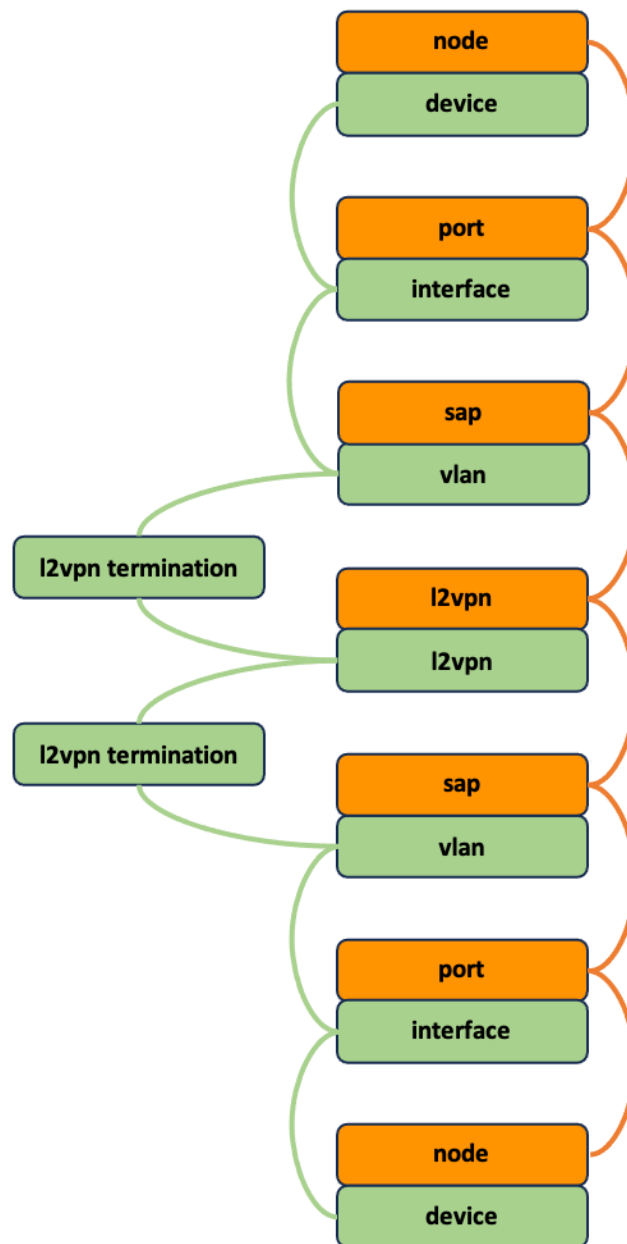 node
device
port
interface
sap
vlan
l2vpn termination
l2vpn
l2vpn
l2vpn termination
sap
vlan
port
interface
node
device